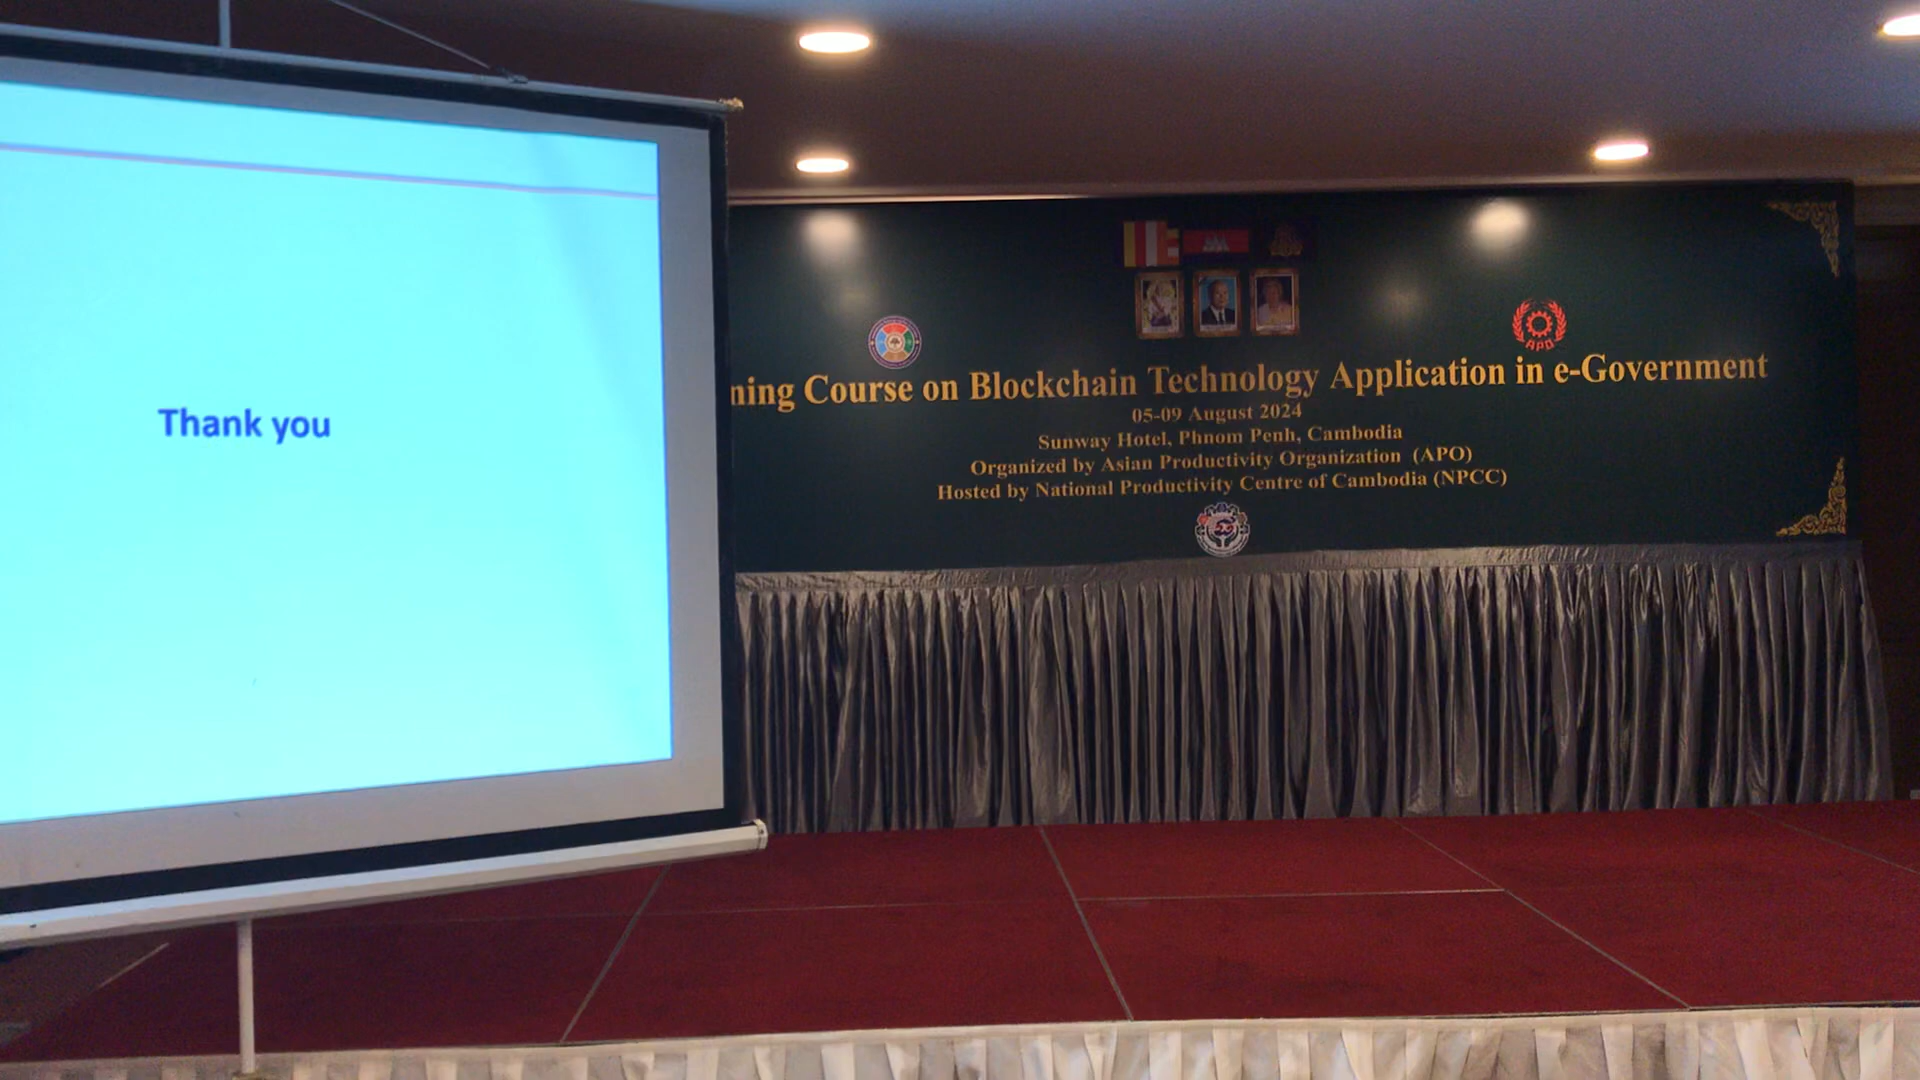 Thank you
ning Course on Blockchain Technology Application in e-Government
05-09 August 2024
Sunway Hotel, Phnom Penh, Cambodia
Organized by Asian Productivity Organization (APO)
Hosted by National Productivity Centre of Cambodia (NPCC)
APO